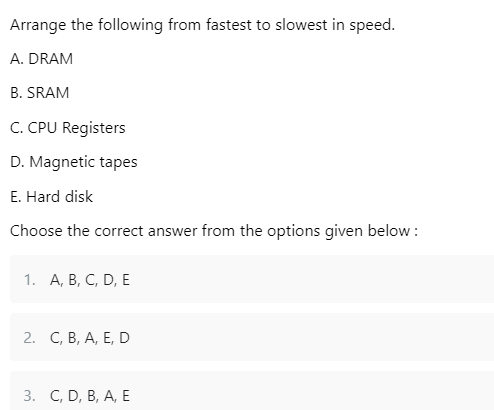 Arrange the following from fastest to slowest in speed.
A. DRAM
B. SRAM
C. CPU Registers
D. Magnetic tapes
E. Hard disk
Choose the correct answer from the options given below :
1. A, B, C, D, E
2. C, B, A, E, D
3. C, D, B, A, E